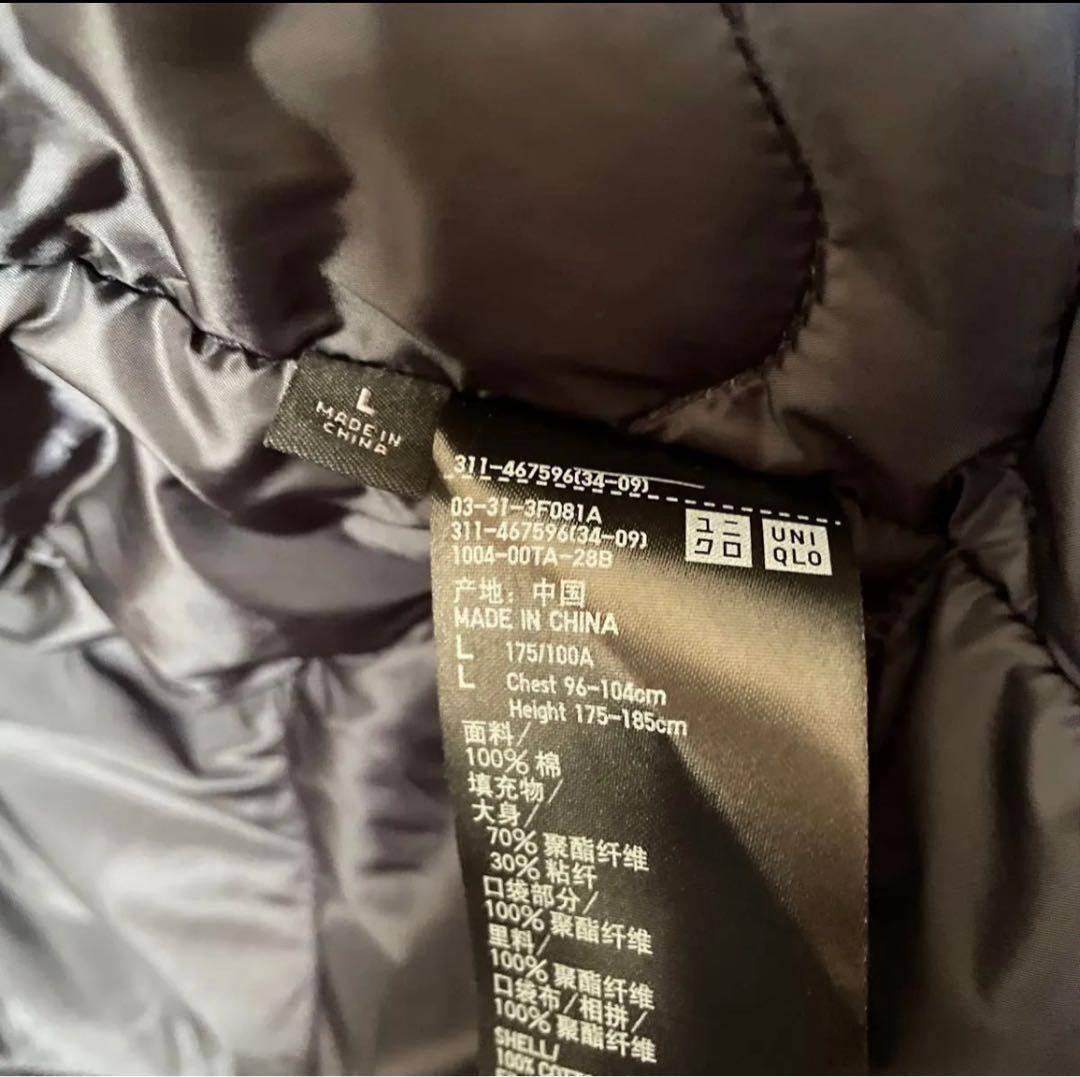 L
MADE IN
CHINA
311-467596(34-09)
03-31-3F081A
311-467596(34-09)
1004-00TA-28B
ユニ
クロ
UNI
QLO
产地：中国
MADE IN CHINA
L 175/100A
L Chest 96-104cm
Height 175-185cm
面料/
100% 棉
填充物/
大身/
70% 聚酯纤维
30% 粘纤
口袋部分/
100% 聚酯纤维
里料/
100% 聚酯纤维
口袋布/相拼/
100% 聚酯纤维
SHELL/